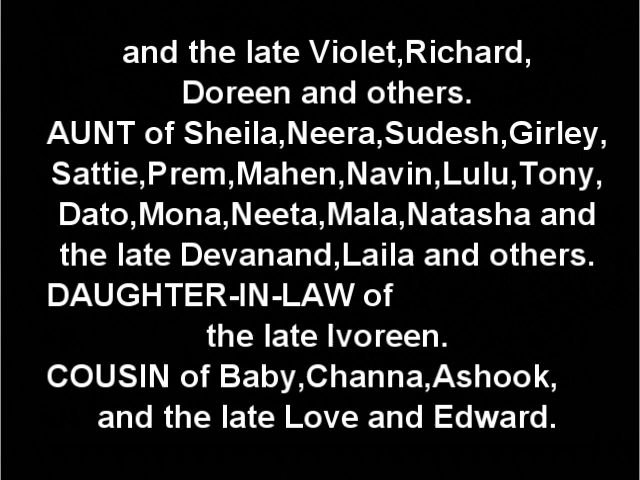 and the late Violet,Richard,
Doreen and others.
AUNT of Sheila,Neera,Sudesh,Girley,
Sattie,Prem,Mahen,Navin,Lulu,Tony,
Dato,Mona,Neeta,Mala,Natasha and
the late Devanand,Laila and others.
DAUGHTER-IN-LAW of
the late Ivoreen.
COUSIN of Baby,Channa,Ashook,
and the late Love and Edward.